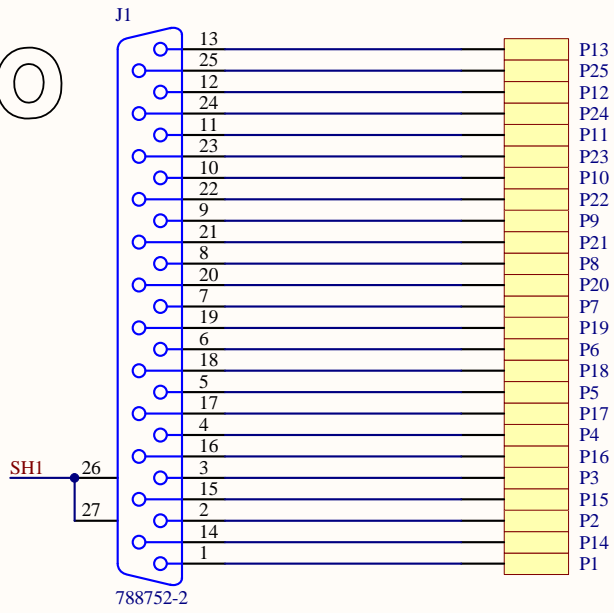 J1
O
13 P13
25 P25
12 P12
24 P24
11 P11
23 P23
10 P10
22 P22
9 P9
21 P21
8 P8
20 P20
7 P7
19 P19
6 P6
18 P18
5 P5
17 P17
4 P4
16 P16
SH1 26
3 P3
15 P15
27
2 P2
14 P14
1 P1
788752-2